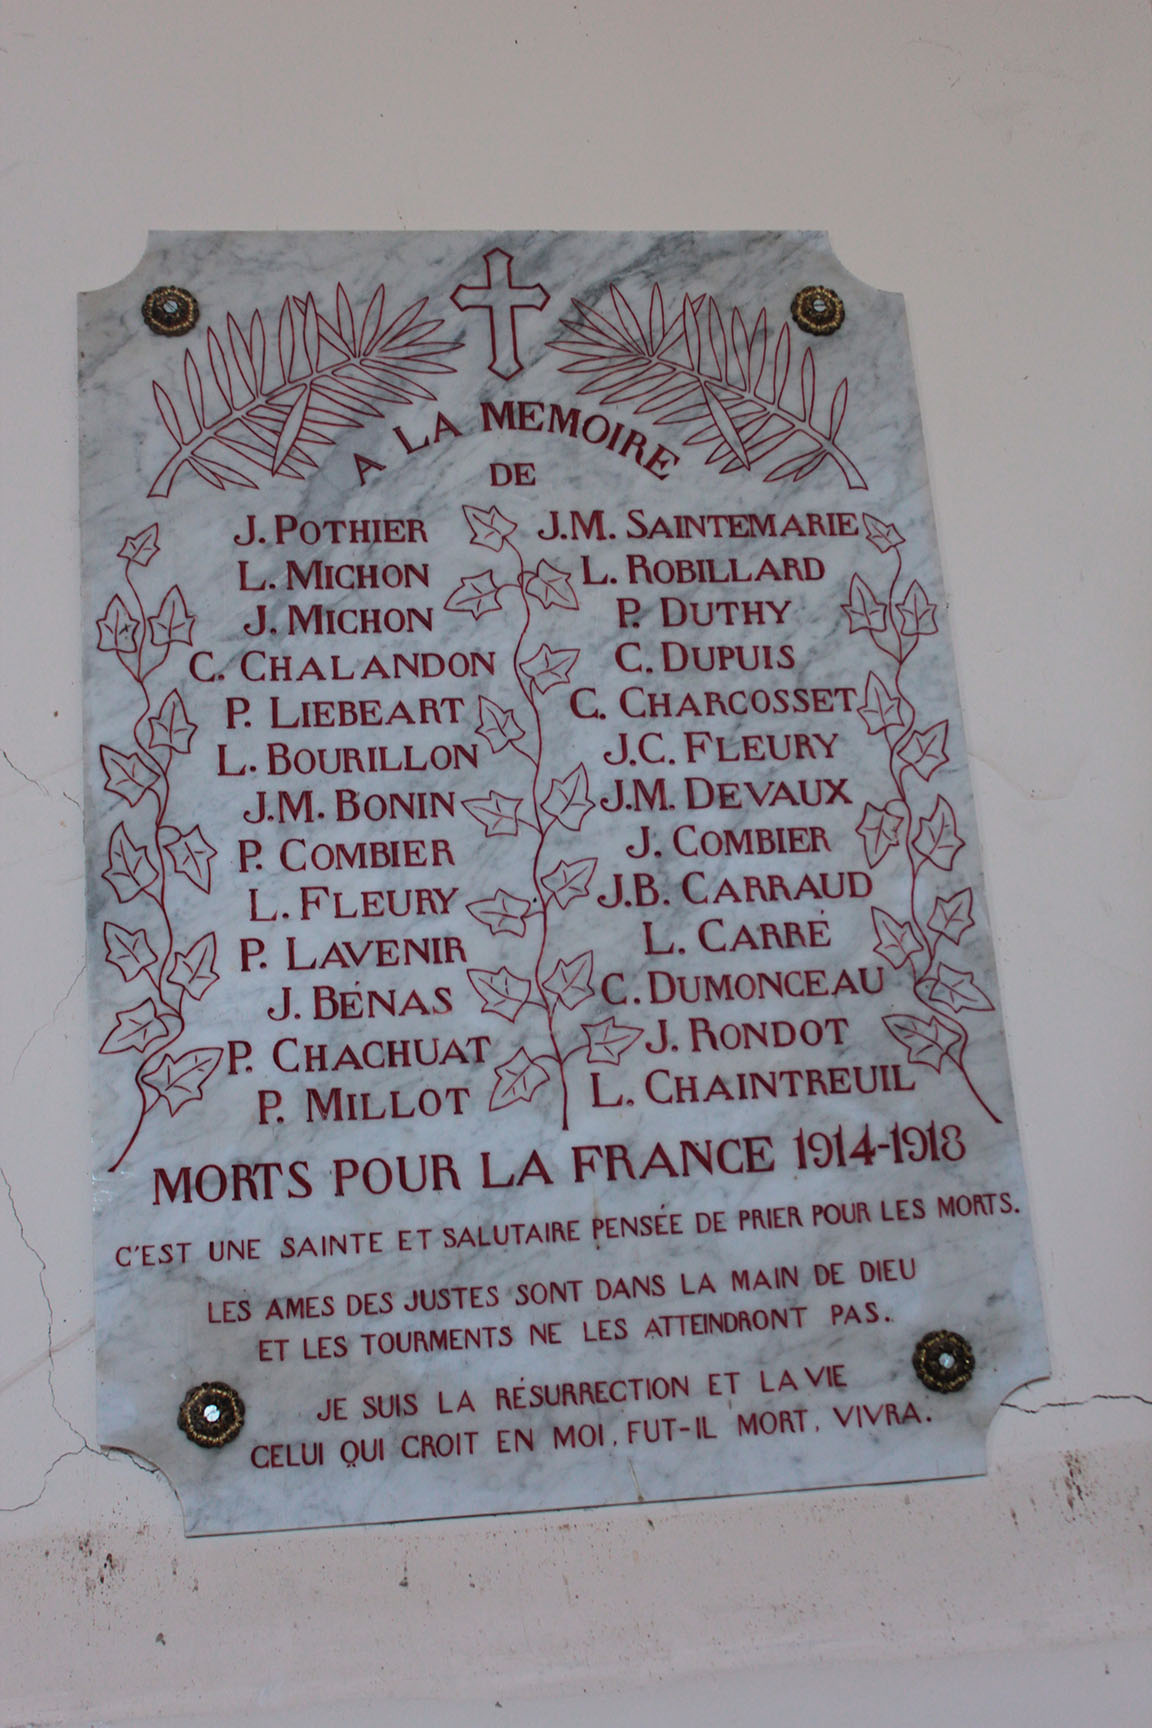 A LA MEMOIRE
DE
J. POTHIER
L. MICHON
J. MICHON
C. CHALANDON
P. LIEBEART
L. BOURILLON
J.M. BONIN
P. COMBIER
L. FLEURY
P. LAVENIR
J. BÉNAS
P. CHACHUAT
P. MILLOT
J.M. SAINTEMARIE
L. ROBILLARD
P. DUTHY
C. DUPUIS
C. CHARCOSSET
J.C. FLEURY
J.M. DEVAUX
J. COMBIER
J.B. CARRAUD
L. CARRÉ
C. DUMONCEAU
J. RONDOT
L. CHAINTREUIL
MORTS POUR LA FRANCE 1914-1918
C'EST UNE SAINTE ET SALUTAIRE PENSÉE DE PRIER POUR LES MORTS.
LES AMES DES JUSTES SONT DANS LA MAIN DE DIEU
ET LES TOURMENTS NE LES ATTEINDRONT PAS.
JE SUIS LA RÉSURRECTION ET LA VIE
CELUI QUI CROIT EN MOI, FUT-IL MORT, VIVRA.